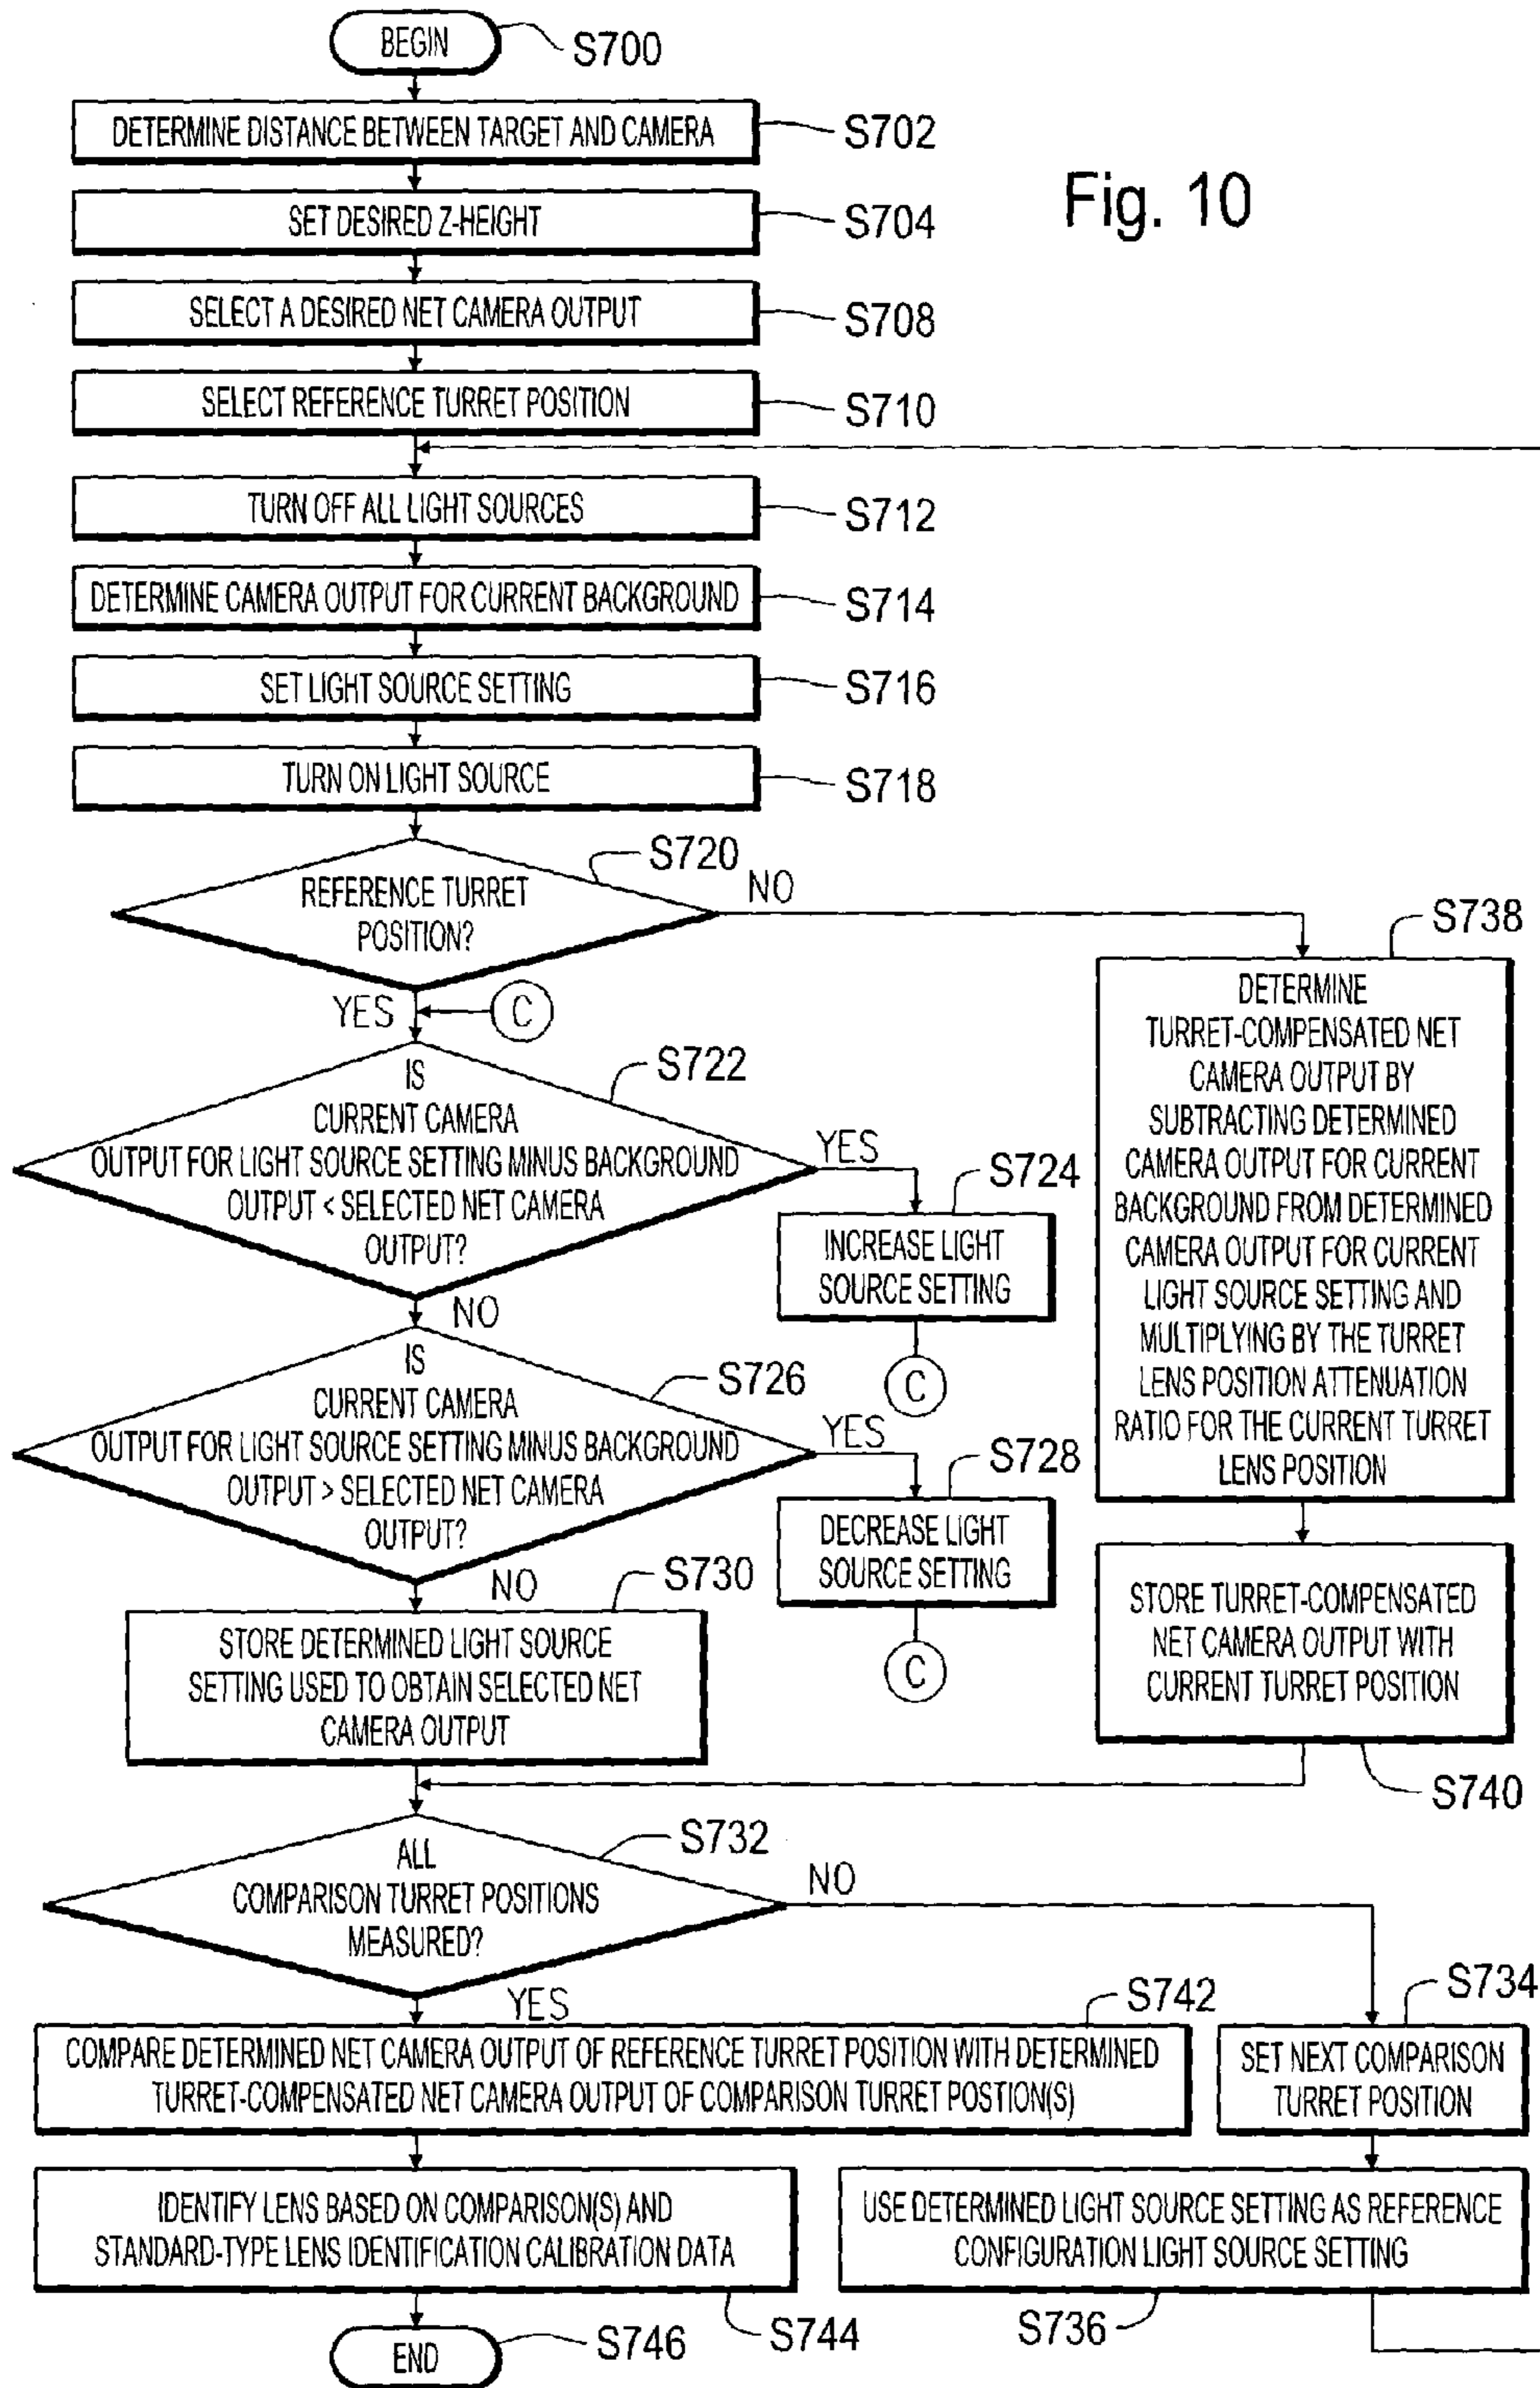 BEGIN
S700
DETERMINE DISTANCE BETWEEN TARGET AND CAMERA
S702
Fig. 10
SET DESIRED Z-HEIGHT
S704
SELECT A DESIRED NET CAMERA OUTPUT
S708
SELECT REFERENCE TURRET POSITION
S710
TURN OFF ALL LIGHT SOURCES
S712
DETERMINE CAMERA OUTPUT FOR CURRENT BACKGROUND
S714
SET LIGHT SOURCE SETTING
S716
TURN ON LIGHT SOURCE
S718
S720
REFERENCE TURRET
POSITION?
NO
YES
C
S722
IS
CURRENT CAMERA
OUTPUT FOR LIGHT SOURCE SETTING MINUS BACKGROUND
OUTPUT < SELECTED NET CAMERA
OUTPUT?
YES
S724
INCREASE LIGHT
SOURCE SETTING
C
NO
S726
IS
CURRENT CAMERA
OUTPUT FOR LIGHT SOURCE SETTING MINUS BACKGROUND
OUTPUT > SELECTED NET CAMERA
OUTPUT?
YES
S728
DECREASE LIGHT
SOURCE SETTING
C
NO
S730
STORE DETERMINED LIGHT SOURCE
SETTING USED TO OBTAIN SELECTED NET
CAMERA OUTPUT
S738
DETERMINE
TURRET-COMPENSATED NET
CAMERA OUTPUT BY
SUBTRACTING DETERMINED
CAMERA OUTPUT FOR CURRENT
BACKGROUND FROM DETERMINED
CAMERA OUTPUT FOR CURRENT
LIGHT SOURCE SETTING AND
MULTIPLYING BY THE TURRET
LENS POSITION ATTENUATION
RATIO FOR THE CURRENT TURRET
LENS POSITION
STORE TURRET-COMPENSATED
NET CAMERA OUTPUT WITH
CURRENT TURRET POSITION
S740
S732
ALL
COMPARISON TURRET POSITIONS
MEASURED?
NO
YES
S742
COMPARE DETERMINED NET CAMERA OUTPUT OF REFERENCE TURRET POSITION WITH DETERMINED
TURRET-COMPENSATED NET CAMERA OUTPUT OF COMPARISON TURRET POSTION(S)
S734
SET NEXT COMPARISON
TURRET POSITION
IDENTIFY LENS BASED ON COMPARISON(S) AND
STANDARD-TYPE LENS IDENTIFICATION CALIBRATION DATA
S744
USE DETERMINED LIGHT SOURCE SETTING AS REFERENCE
CONFIGURATION LIGHT SOURCE SETTING
S736
END
S746